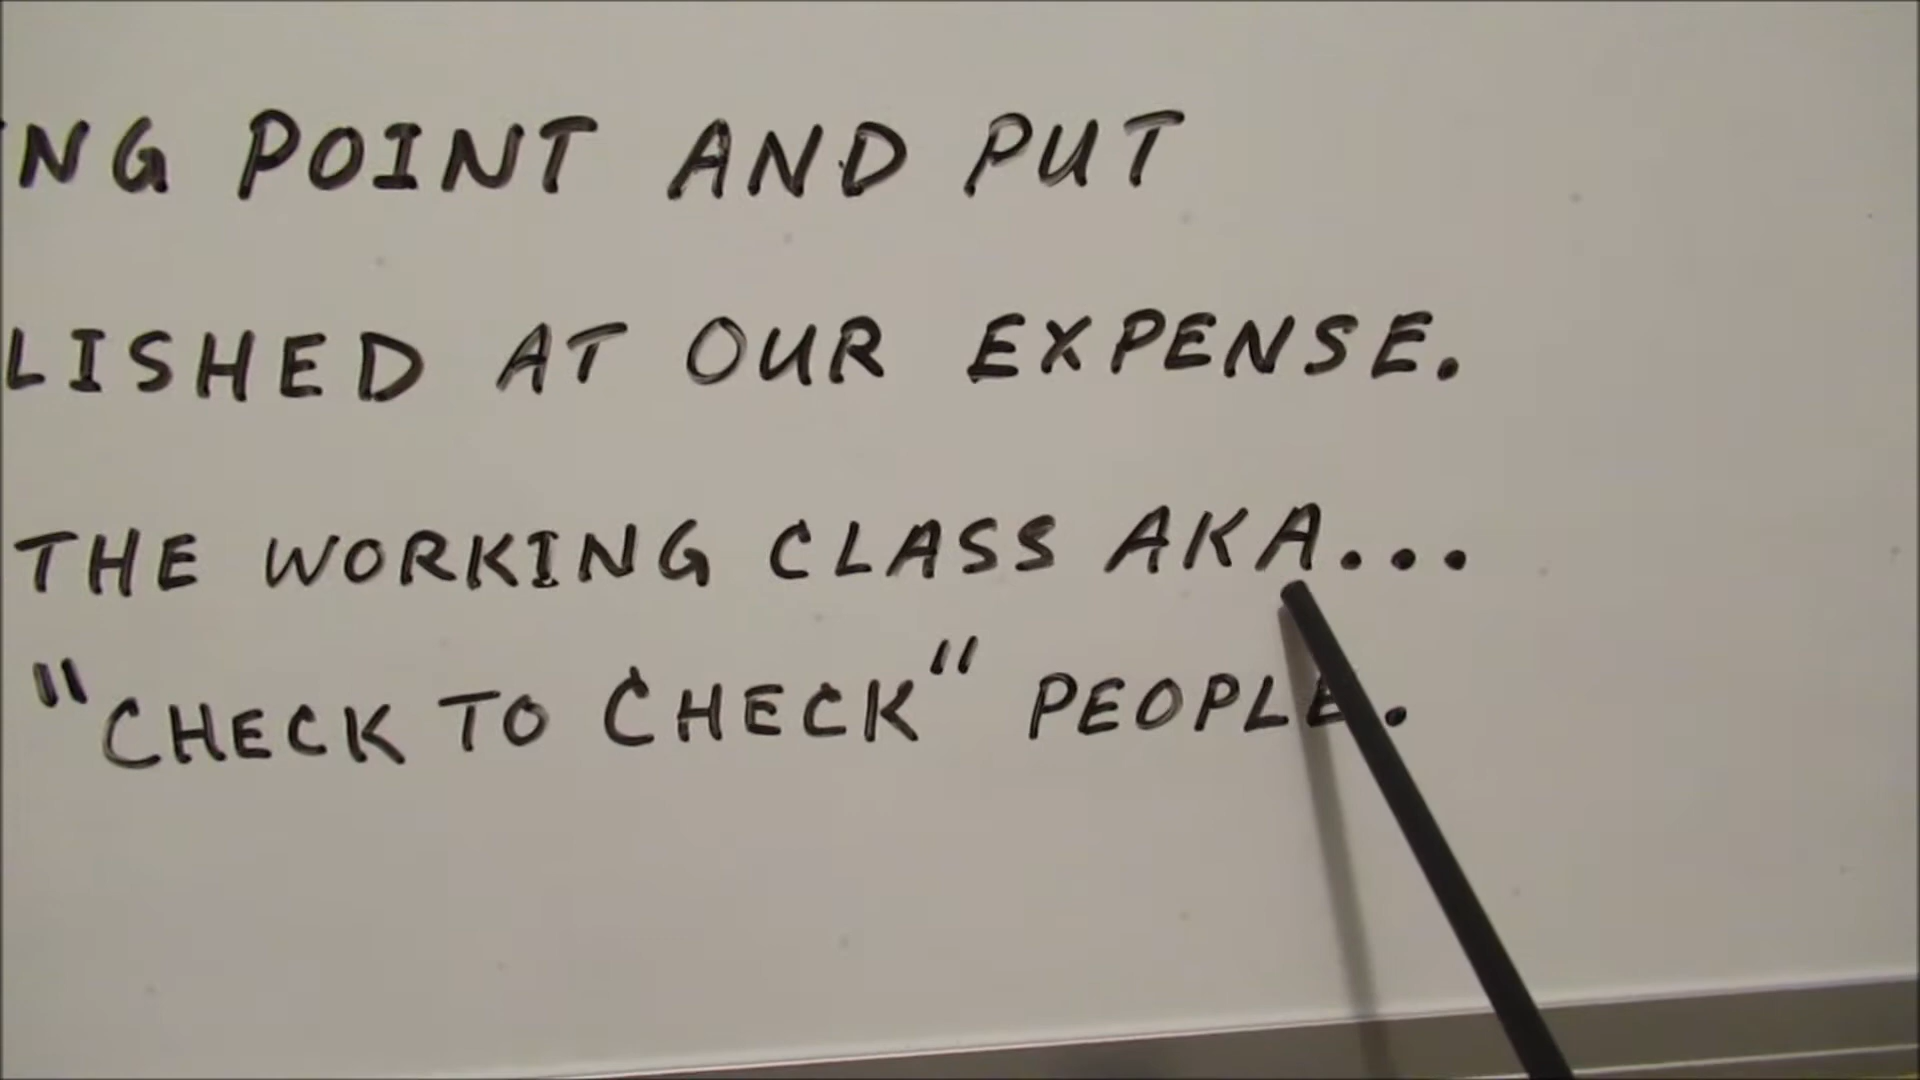 NG POINT AND PUT
LISHED AT OUR EXPENSE.
THE WORKING CLASS AKA...
"CHECK TO CHECK" PEOPLE.